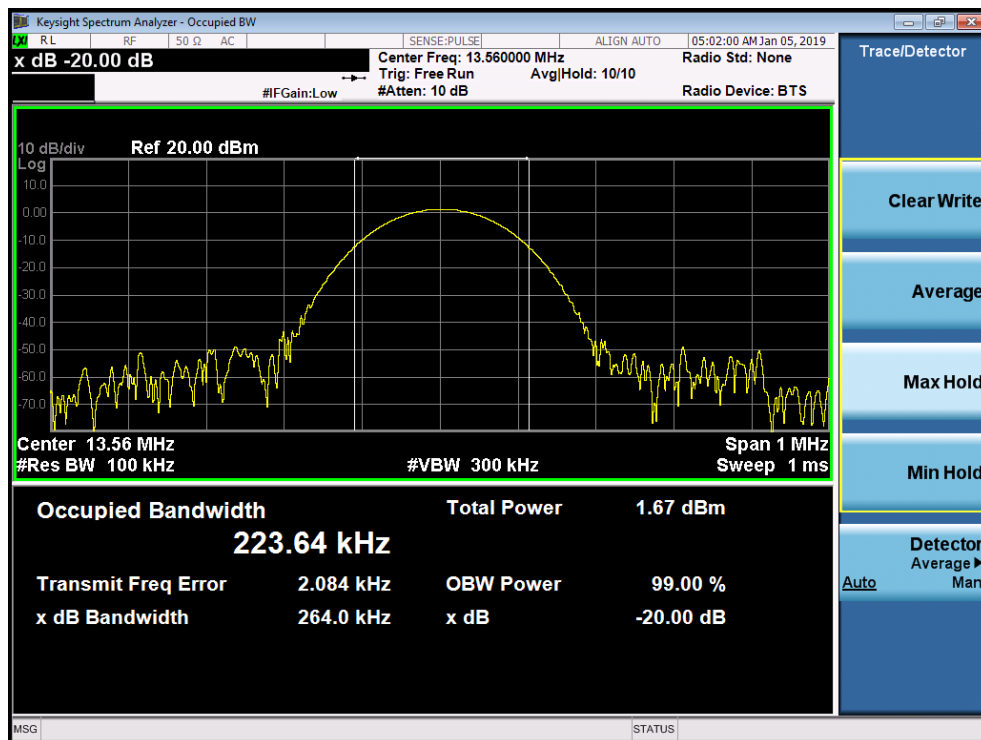 Keysight Spectrum Analyzer - Occupied BW
LXI RL RF 50 Ω AC SENSE:PULSE ALIGN AUTO 05:02:00 AM Jan 05, 2019
x dB -20.00 dB
Center Freq: 13.560000 MHz Radio Std: None
Trig: Free Run Avg|Hold: 10/10
#IFGain:Low #Atten: 10 dB Radio Device: BTS
10 dB/div Ref 20.00 dBm
Log
10.0
0.00
-10.0
-20.0
-30.0
-40.0
-50.0
-60.0
-70.0
Center 13.56 MHz Span 1 MHz
#Res BW 100 kHz #VBW 300 kHz Sweep 1 ms
Occupied Bandwidth Total Power 1.67 dBm
223.64 kHz
Transmit Freq Error 2.084 kHz OBW Power 99.00 %
x dB Bandwidth 264.0 kHz x dB -20.00 dB
MSG STATUS
Trace/Detector
Clear Write
Average
Max Hold
Min Hold
Detector
Average
Auto Man